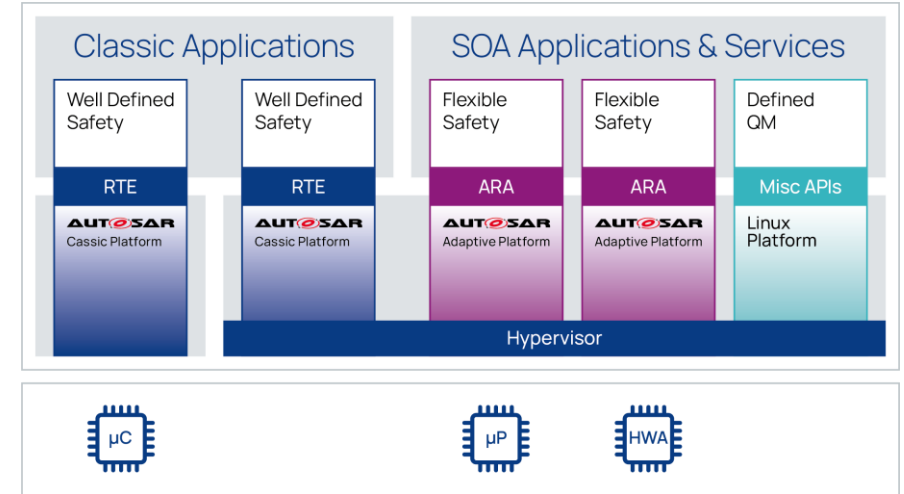 Classic Applications
SOA Applications & Services
Well Defined
Safety
Well Defined
Safety
Flexible
Safety
Flexible
Safety
Defined
QM
RTE
RTE
ARA
ARA
Misc APIs
AUTOSAR
Cassic Platform
AUTOSAR
Cassic Platform
AUTOSAR
Adaptive Platform
AUTOSAR
Adaptive Platform
Linux
Platform
Hypervisor
µC
µP
HWA